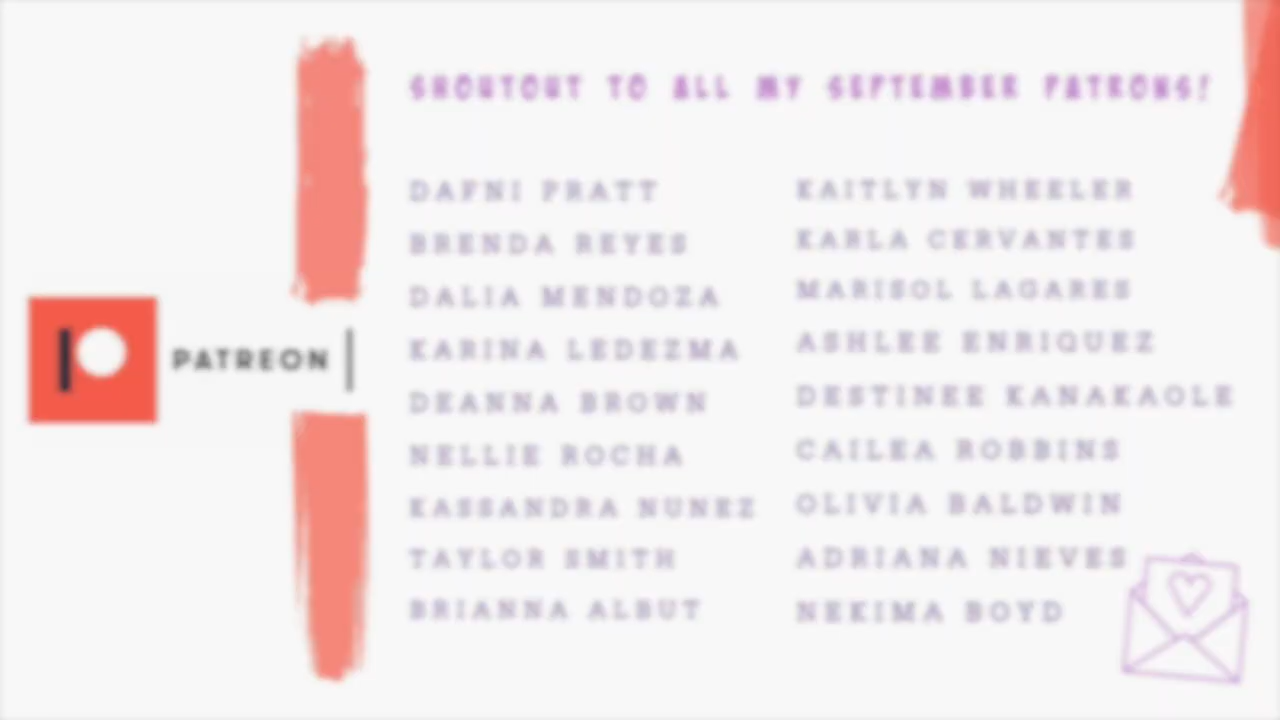 SHOUTOUT TO ALL MY SEPTEMBER PATRONS!
PATREON
DAFNI PRATT
BRENDA REYES
DALIA MENDOZA
KARINA LEDEZMA
DEANNA BROWN
NELLIE ROCHA
KASSANDRA NUNEZ
TAYLOR SMITH
BRIANNA ALBUT
KAITLYN WHEELER
KARLA CERVANTES
MARISOL LAGARES
ASHLEE ENRIQUEZ
DESTINEE KANAKAOLE
CAILEA ROBBINS
OLIVIA BALDWIN
ADRIANA NIEVES
NEKIMA BOYD